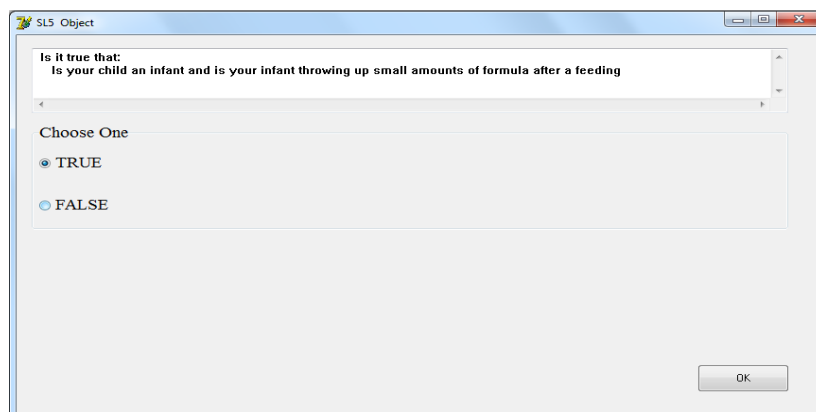 SL5 Object
Is it true that:
Is your child an infant and is your infant throwing up small amounts of formula after a feeding
Choose One
TRUE
FALSE
OK